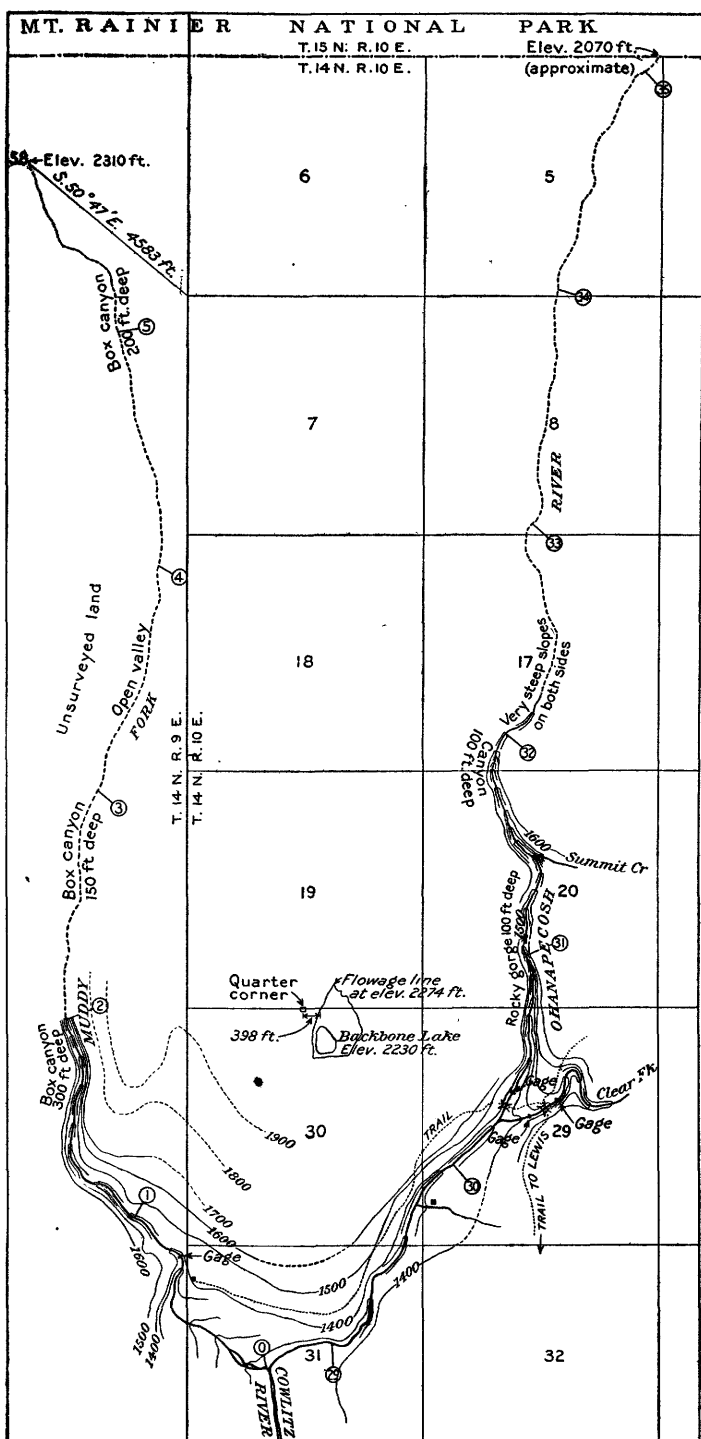 MT. RAINIER NATIONAL PARK
T. 15 N. R. 10 E.
T. 14 N. R. 10 E.
Elev. 2070 ft.
(approximate)
35
58
Elev. 2310 ft.
S. 50° 47' E. 4583 ft.
6
5
34
Box canyon
200 ft. deep
5
7
8
RIVER
33
4
Unsurveyed land
Open valley
FORK
18
17
Very steep slopes
on both sides
32
Canyon
100 ft. deep
T. 14 N. R. 9 E.
T. 14 N. R. 10 E.
3
Box canyon
150 ft deep
1600
Summit Cr
19
20
Rocky gorge 100 ft deep
1500
OHANAPECOSH
31
Quarter
corner
Flowage line
at elev. 2274 ft.
398 ft.
Backbone Lake
Elev. 2230 ft.
2
MUDDY
Box canyon
300 ft deep
Gage
Clear Fk
TRAIL
Gage
29
Gage
1900
30
1800
TRAIL TO LEWIS
30
1700
1600
1
Gage
1600
1500
1400
1500
1400
1400
0
31
29
32
COWLITZ
RIVER